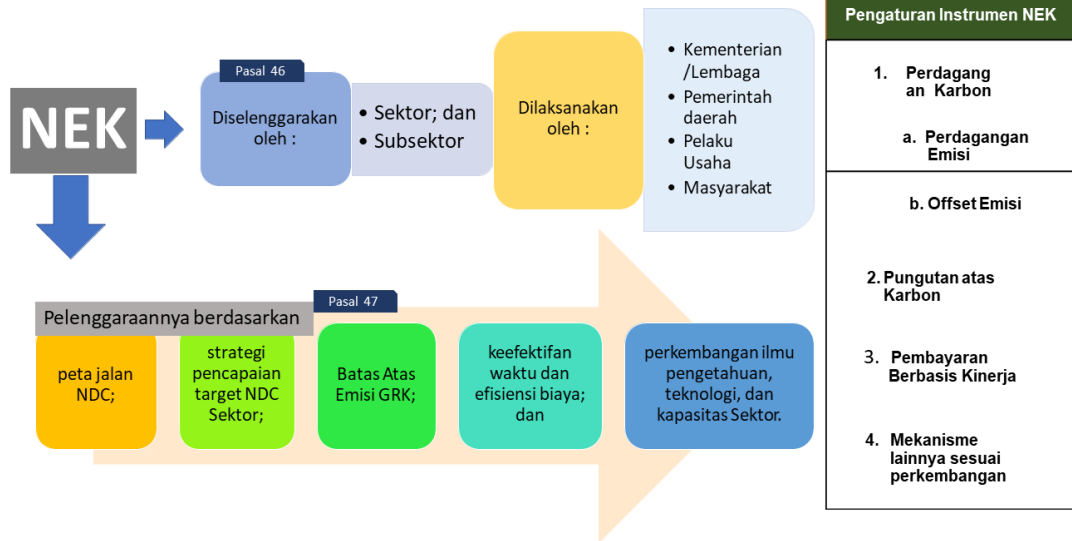 NEK
Pasal 46
Diselenggarakan
oleh :
• Sektor; dan
• Subsektor
Dilaksanakan
oleh :
• Kementerian
/Lembaga
• Pemerintah
daerah
• Pelaku
Usaha
• Masyarakat
Pasal 47
Pelenggaraannya berdasarkan
peta jalan
NDC;
strategi
pencapaian
target NDC
Sektor;
Batas Atas
Emisi GRK;
keefektifan
waktu dan
efisiensi biaya;
dan
perkembangan ilmu
pengetahuan,
teknologi, dan
kapasitas Sektor.
Pengaturan Instrumen NEK
1. Perdagang
an Karbon
a. Perdagangan
Emisi
b. Offset Emisi
2. Pungutan atas
Karbon
3. Pembayaran
Berbasis Kinerja
4. Mekanisme
lainnya sesuai
perkembangan